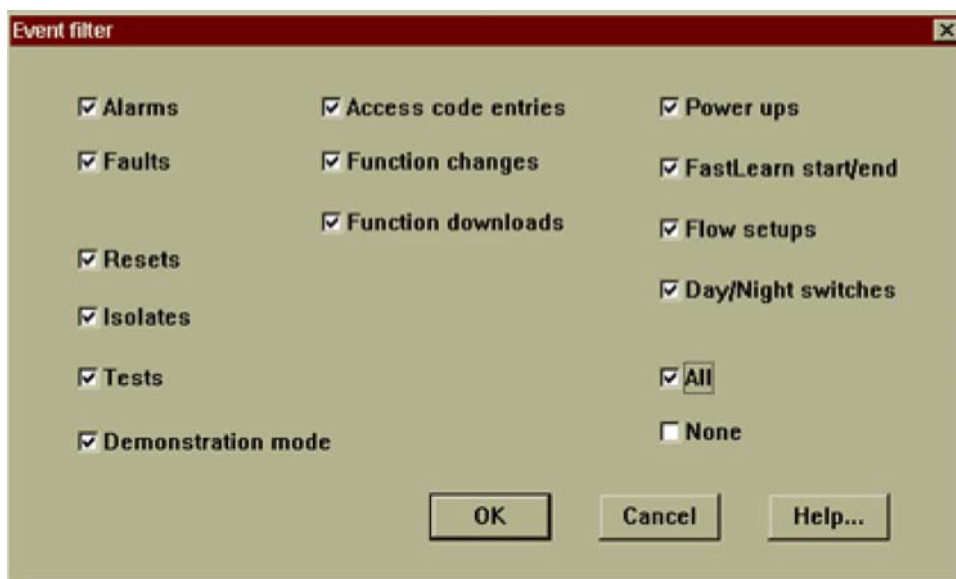 Event filter
Alarms
Access code entries
Power ups
Faults
Function changes
FastLearn start/end
Function downloads
Flow setups
Resets
Day/Night switches
Isolates
Tests
All
Demonstration mode
None
OK
Cancel
Help...